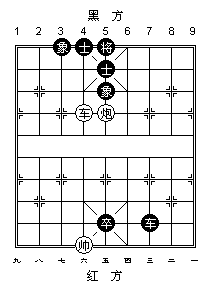 黑 方
1 2 3 4 5 6 7 8 9
象 士 将
士
象
车 炮
卒 车
帅
九 八 七 六 五 四 三 二 一
红 方